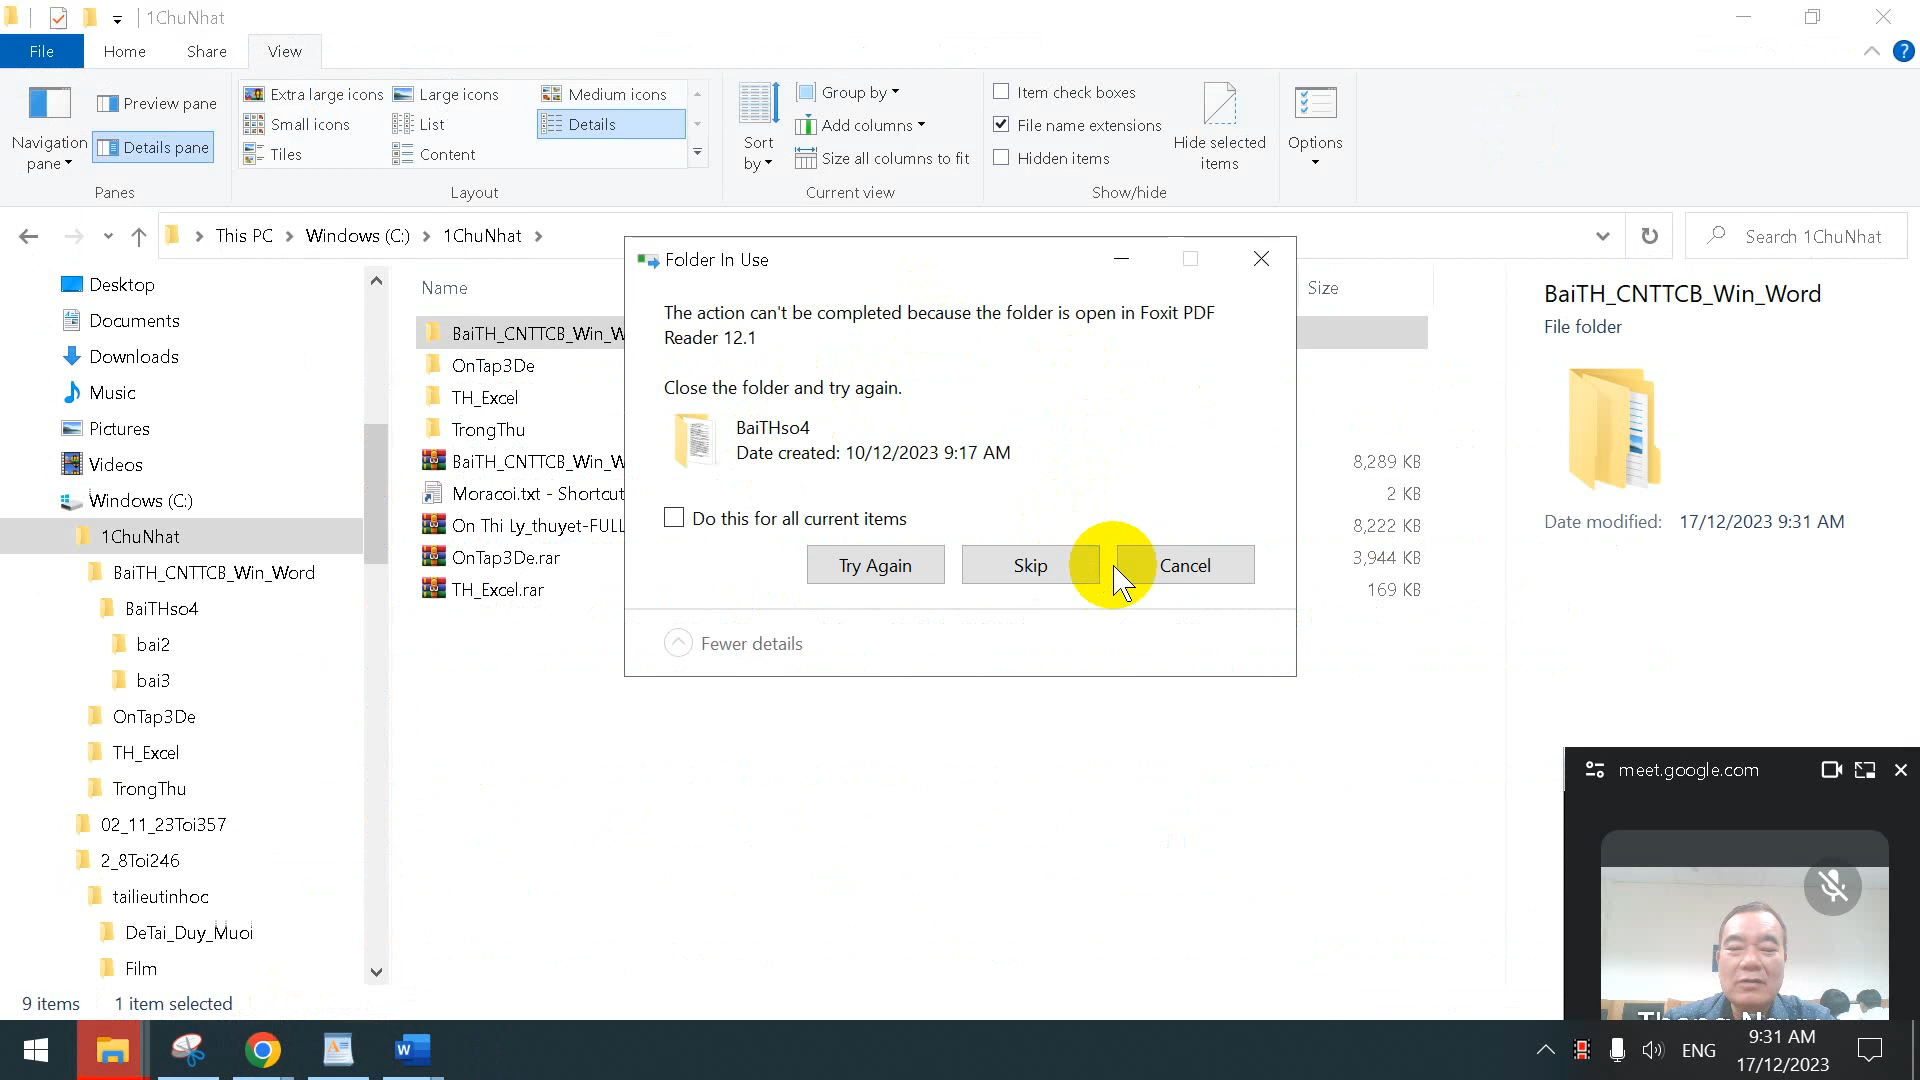 1ChuNhat
File
Home
Share
View
Navigation
pane
Preview pane
Details pane
Panes
Extra large icons
Large icons
Medium icons
Small icons
List
Details
Tiles
Content
Layout
Sort
by
Group by
Add columns
Size all columns to fit
Current view
Item check boxes
File name extensions
Hidden items
Hide selected
items
Show/hide
Options
This PC
Windows (C:)
1ChuNhat
Search 1ChuNhat
Desktop
Documents
Downloads
Music
Pictures
Videos
Windows (C:)
1ChuNhat
BaiTH_CNTTCB_Win_Word
BaiTHso4
bai2
bai3
OnTap3De
TH_Excel
TrongThu
02_11_23Toi357
2_8Toi246
tailieutinhoc
DeTai_Duy_Muoi
Film
Name
Size
BaiTH_CNTTCB_Win_W
OnTap3De
TH_Excel
TrongThu
BaiTH_CNTTCB_Win_W
8,289 KB
Moracoi.txt - Shortcut
2 KB
On Thi Ly_thuyet-FULL
8,222 KB
OnTap3De.rar
3,944 KB
TH_Excel.rar
169 KB
Folder In Use
The action can't be completed because the folder is open in Foxit PDF
Reader 12.1
Close the folder and try again.
BaiTHso4
Date created: 10/12/2023 9:17 AM
Do this for all current items
Try Again
Skip
Cancel
Fewer details
BaiTH_CNTTCB_Win_Word
File folder
Date modified: 17/12/2023 9:31 AM
meet.google.com
9 items
1 item selected
ENG
9:31 AM
17/12/2023